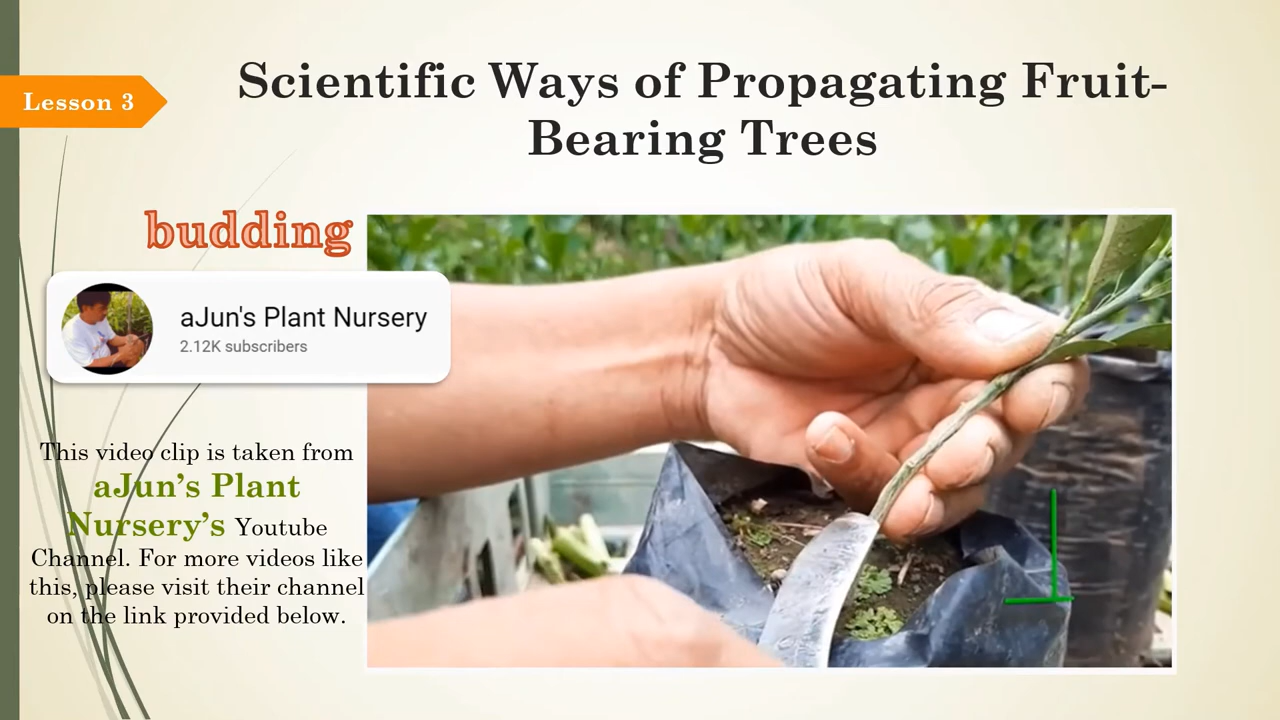 Lesson 3
Scientific Ways of Propagating Fruit-
Bearing Trees
budding
aJun's Plant Nursery
2.12K subscribers
This video clip is taken from
aJun’s Plant
Nursery’s Youtube
Channel. For more videos like
this, please visit their channel
on the link provided below.